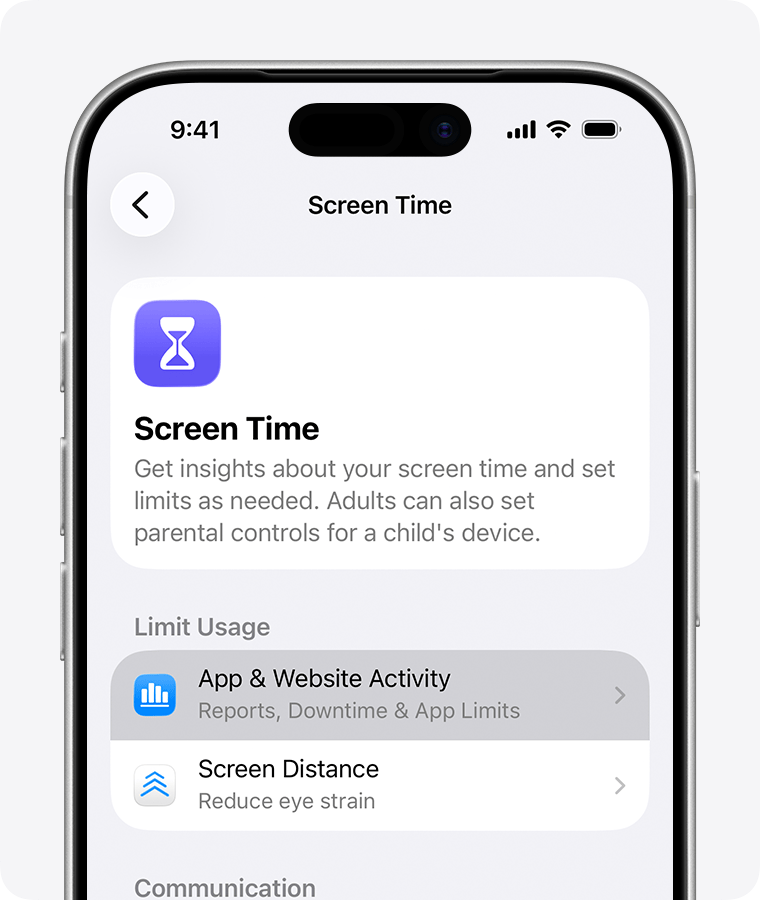 9:41
Screen Time
Screen Time
Get insights about your screen time and set
limits as needed. Adults can also set
parental controls for a child's device.
Limit Usage
App & Website Activity
Reports, Downtime & App Limits
Screen Distance
Reduce eye strain
Communication